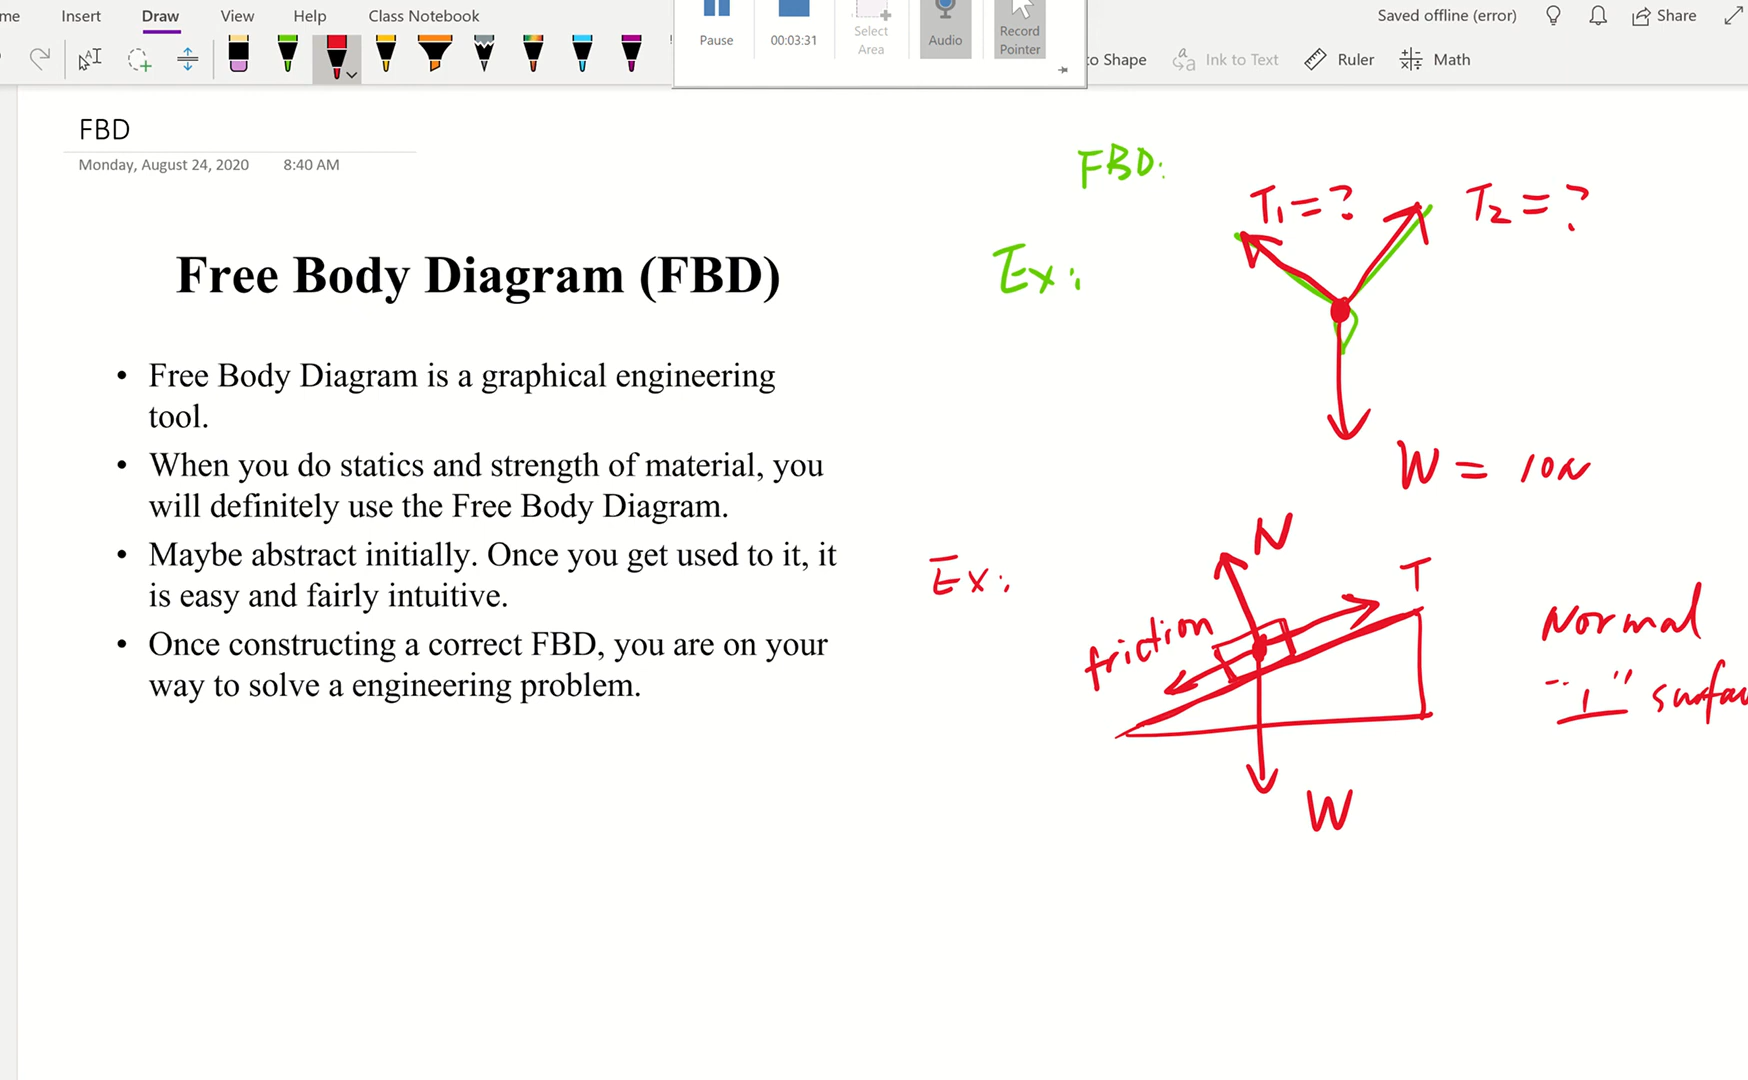 me Insert Draw View Help Class Notebook
Pause 00:03:31 Select Area Audio Record Pointer
Saved offline (error) Share
to Shape Ink to Text Ruler Math
FBD
Monday, August 24, 2020 8:40 AM
Free Body Diagram (FBD)
• Free Body Diagram is a graphical engineering
tool.
• When you do statics and strength of material, you
will definitely use the Free Body Diagram.
• Maybe abstract initially. Once you get used to it, it
is easy and fairly intuitive.
• Once constructing a correct FBD, you are on your
way to solve a engineering problem.
FBD:
T1 = ? T2 = ?
Ex:
W = 10N
Ex:
N
T
friction
Normal
"⊥" surfac
W